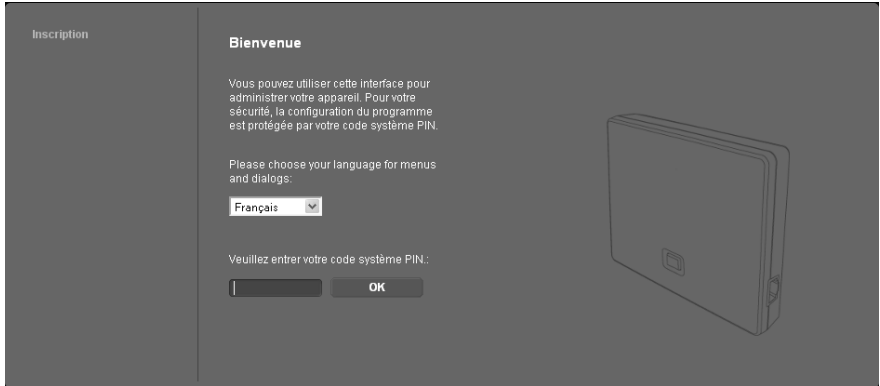 Inscription
Bienvenue
Vous pouvez utiliser cette interface pour
administrer votre appareil. Pour votre
sécurité, la configuration du programme
est protégée par votre code système PIN.
Please choose your language for menus
and dialogs:
Français
Veuillez entrer votre code système PIN.:
OK